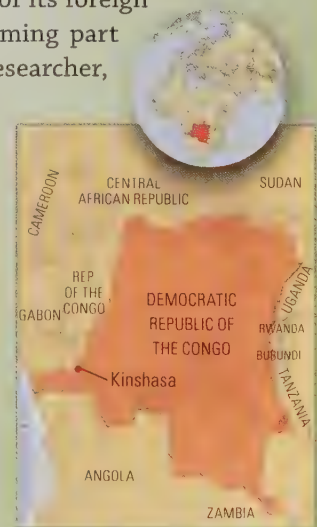 of its foreign
ming part
esearcher,
CAMEROON
CENTRAL
AFRICAN REPUBLIC
SUDAN
REP
OF THE
CONGO
GABON
DEMOCRATIC
REPUBLIC OF
THE CONGO
UGANDA
RWANDA
BURUNDI
TANZANIA
Kinshasa
ANGOLA
ZAMBIA